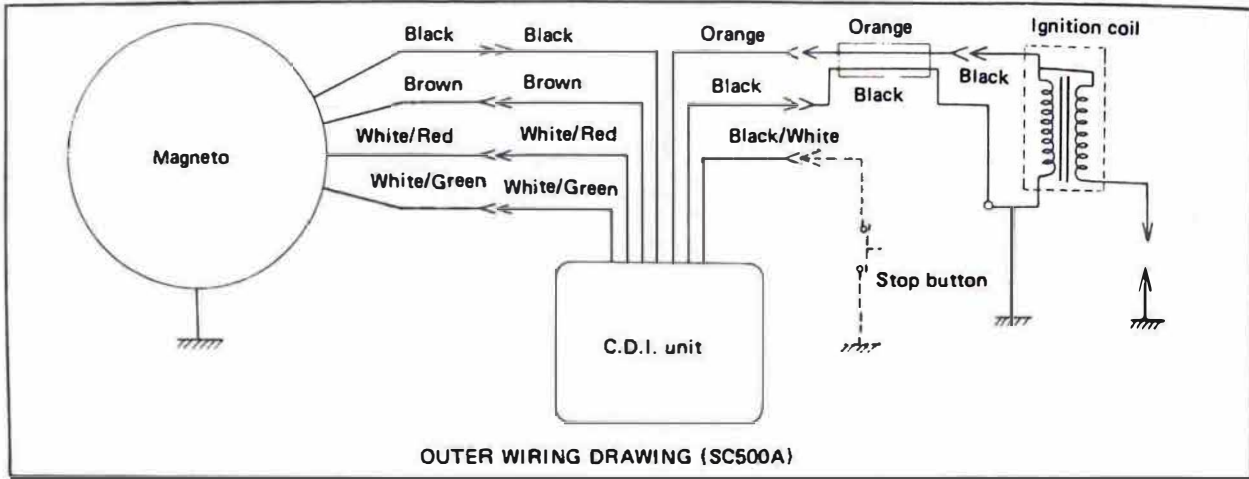 Black
Black
Orange
Orange
Ignition coil
Brown
Brown
Black
Black
Black
White/Red
White/Red
Black/White
Magneto
White/Green
White/Green
Stop button
C.D.I. unit
OUTER WIRING DRAWING (SC500A)